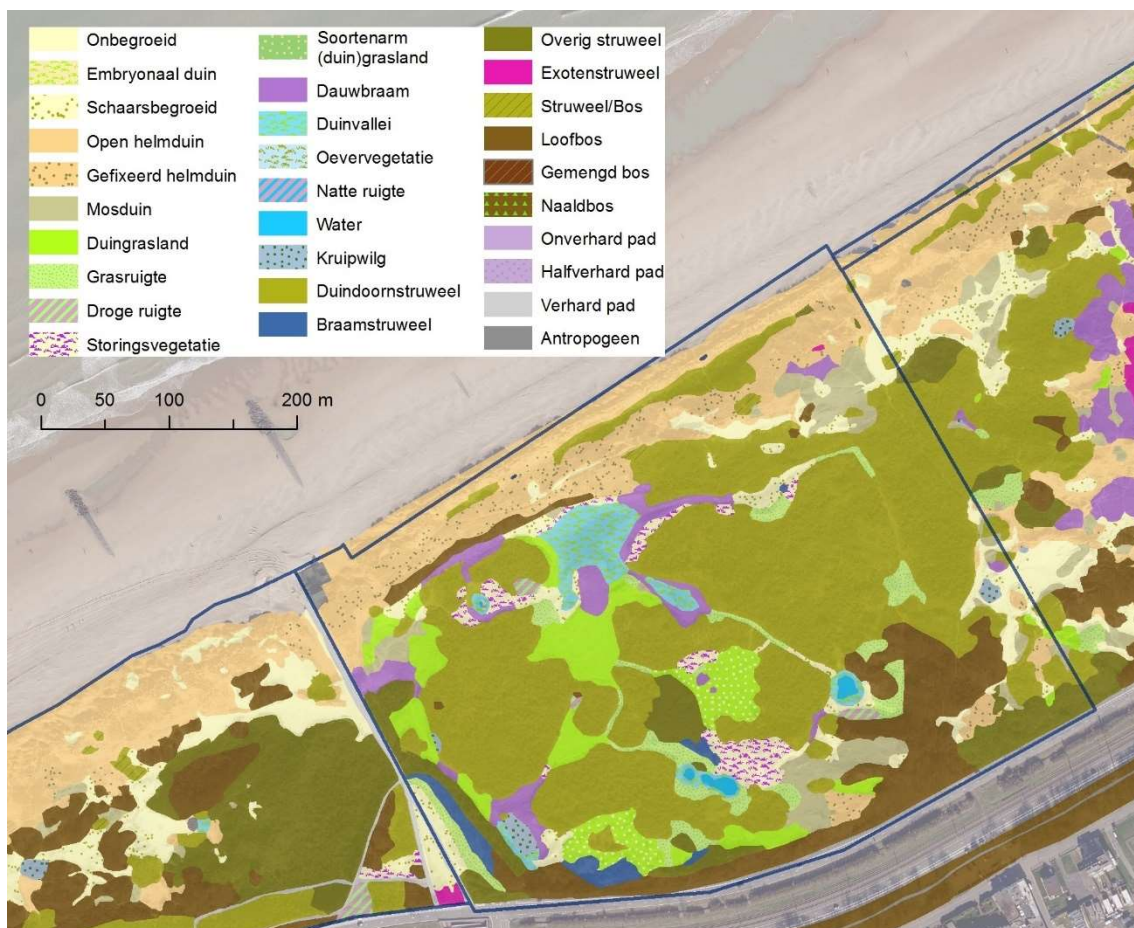 Onbegroeid
Embryonaal duin
Schaarsbegroeid
Open helmduin
Gefixeerd helmduin
Mosduin
Duingrasland
Grasruigte
Droge ruigte
Storingsvegetatie
Soortenarm
(duin)grasland
Dauwbraam
Duinvallei
Oevervegetatie
Natte ruigte
Water
Kruipwilg
Duindoornstruweel
Braamstruweel
Overig struweel
Exotenstruweel
Struweel/Bos
Loofbos
Gemengd bos
Naaldbos
Onverhard pad
Halfverhard pad
Verhard pad
Antropogeen
0 50 100 200 m